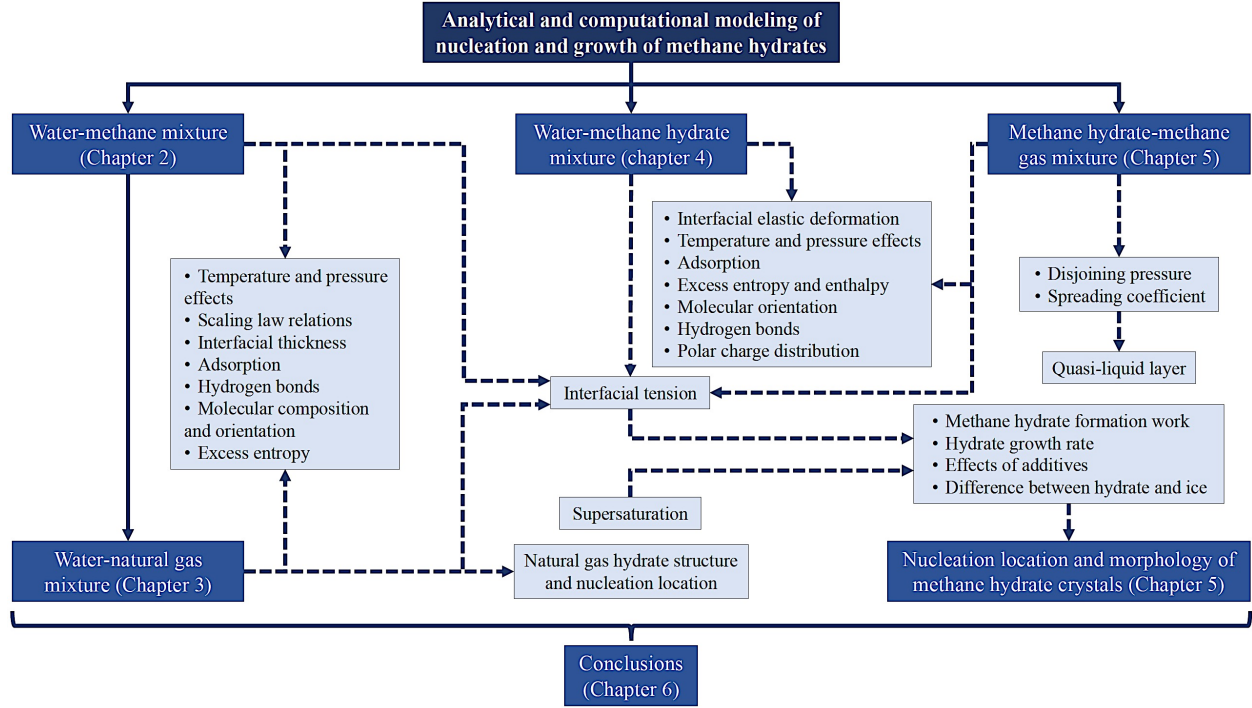 Analytical and computational modeling of
nucleation and growth of methane hydrates
Water-methane mixture
(Chapter 2)
Water-methane hydrate
mixture (chapter 4)
Methane hydrate-methane
gas mixture (Chapter 5)
• Interfacial elastic deformation
• Temperature and pressure effects
• Adsorption
• Excess entropy and enthalpy
• Molecular orientation
• Hydrogen bonds
• Polar charge distribution
• Temperature and pressure
effects
• Scaling law relations
• Interfacial thickness
• Adsorption
• Hydrogen bonds
• Molecular composition
and orientation
• Excess entropy
• Disjoining pressure
• Spreading coefficient
Quasi-liquid layer
Interfacial tension
• Methane hydrate formation work
• Hydrate growth rate
• Effects of additives
• Difference between hydrate and ice
Supersaturation
Water-natural gas
mixture (Chapter 3)
Natural gas hydrate structure
and nucleation location
Nucleation location and morphology of
methane hydrate crystals (Chapter 5)
Conclusions
(Chapter 6)